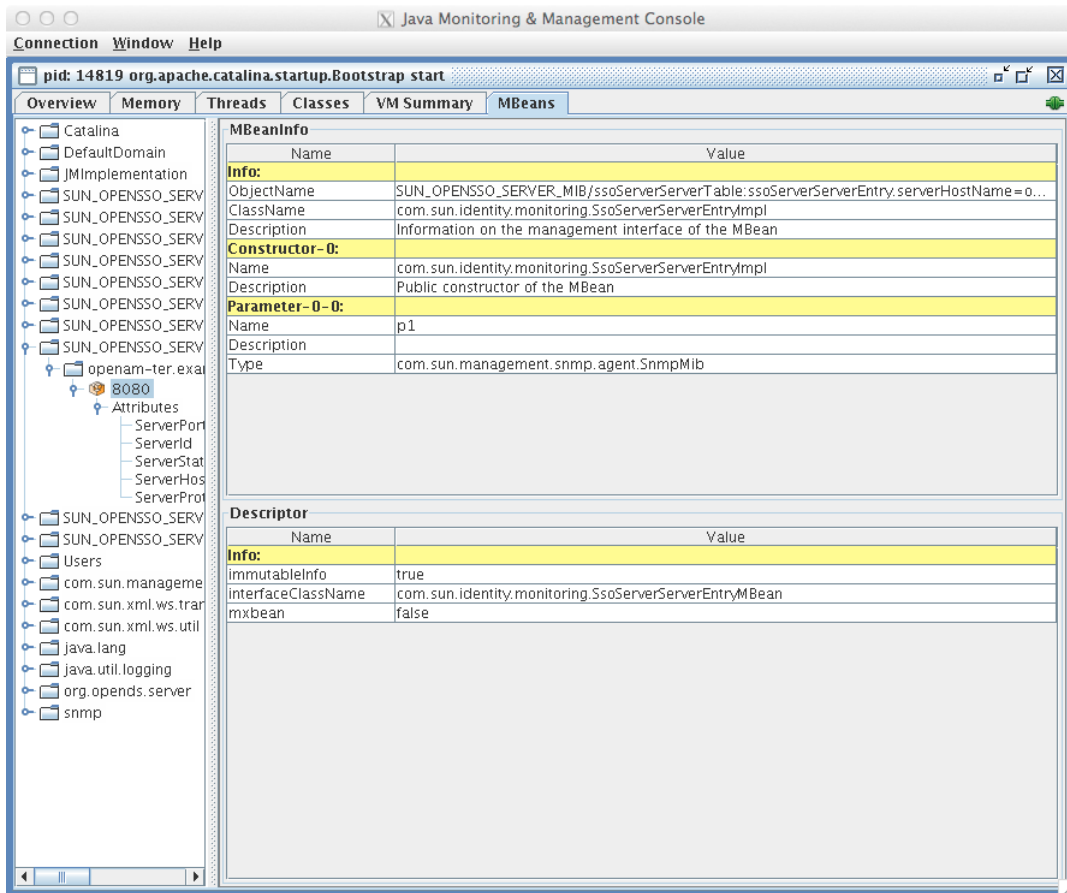 Java Monitoring & Management Console
Connection Window Help
pid: 14819 org.apache.catalina.startup.Bootstrap start
Overview Memory Threads Classes VM Summary MBeans
Catalina
DefaultDomain
JMImplementation
SUN_OPENSSO_SERV
SUN_OPENSSO_SERV
SUN_OPENSSO_SERV
SUN_OPENSSO_SERV
SUN_OPENSSO_SERV
SUN_OPENSSO_SERV
SUN_OPENSSO_SERV
SUN_OPENSSO_SERV
openam-ter.exa
8080
Attributes
ServerPort
ServerId
ServerStat
ServerHos
ServerProt
SUN_OPENSSO_SERV
SUN_OPENSSO_SERV
Users
com.sun.manageme
com.sun.xml.ws.tran
com.sun.xml.ws.util
java.lang
java.util.logging
org.opends.server
snmp
MBeanInfo
Name Value
Info:
ObjectName SUN_OPENSSO_SERVER_MIB/ssoServerServerTable:ssoServerServerEntry.serverHostName=o...
ClassName com.sun.identity.monitoring.SsoServerServerEntryImpl
Description Information on the management interface of the MBean
Constructor-0:
Name com.sun.identity.monitoring.SsoServerServerEntryImpl
Description Public constructor of the MBean
Parameter-0-0:
Name p1
Description
Type com.sun.management.snmp.agent.SnmpMib
Descriptor
Name Value
Info:
immutableInfo true
interfaceClassName com.sun.identity.monitoring.SsoServerServerEntryMBean
mxbean false